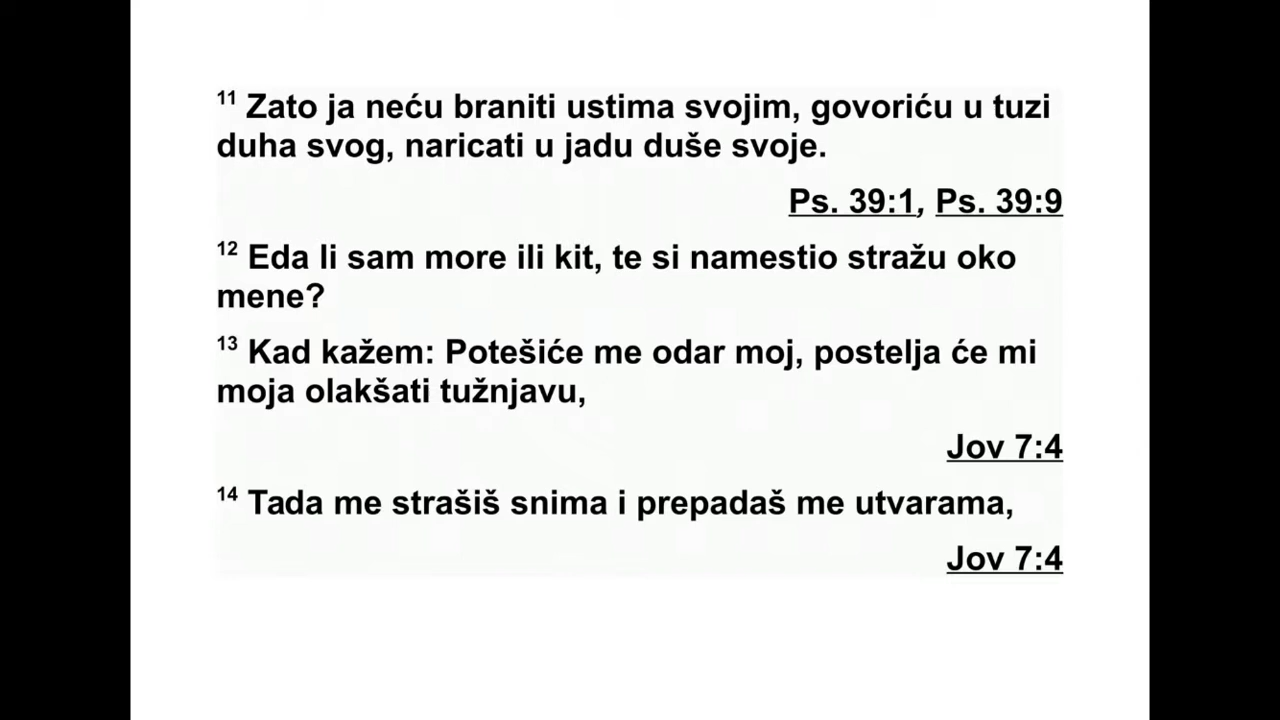 11 Zato ja neću braniti ustima svojim, govoriću u tuzi
duha svog, naricati u jadu duše svoje.
Ps. 39:1, Ps. 39:9
12 Eda li sam more ili kit, te si namestio stražu oko
mene?
13 Kad kažem: Potešiće me odar moj, postelja će mi
moja olakšati tužnjavu,
Jov 7:4
14 Tada me strašiš snima i prepadaš me utvarama,
Jov 7:4